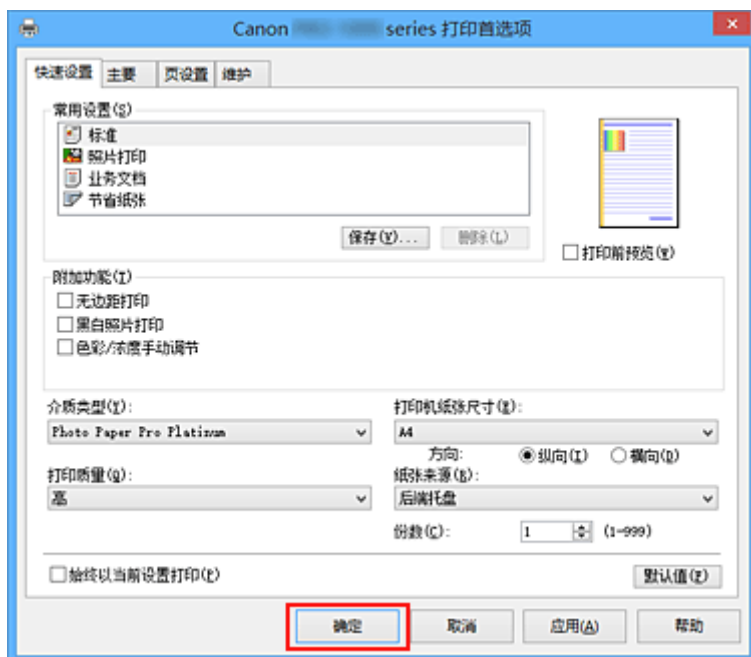 Canon series 打印首选项
快速设置 主要 页设置 维护
常用设置(S)
标准
照片打印
业务文档
节省纸张
保存(V)... 删除(L)
打印前预览(W)
附加功能(I)
无边距打印
黑白照片打印
色彩/浓度手动调节
介质类型(Y): 打印机纸张尺寸(Z):
Photo Paper Pro Platinum A4
方向: 纵向(I) 横向(D)
打印质量(Q): 纸张来源(B):
高 后端托盘
份数(C): 1 (1-999)
始终以当前设置打印(P) 默认值(F)
确定 取消 应用(A) 帮助